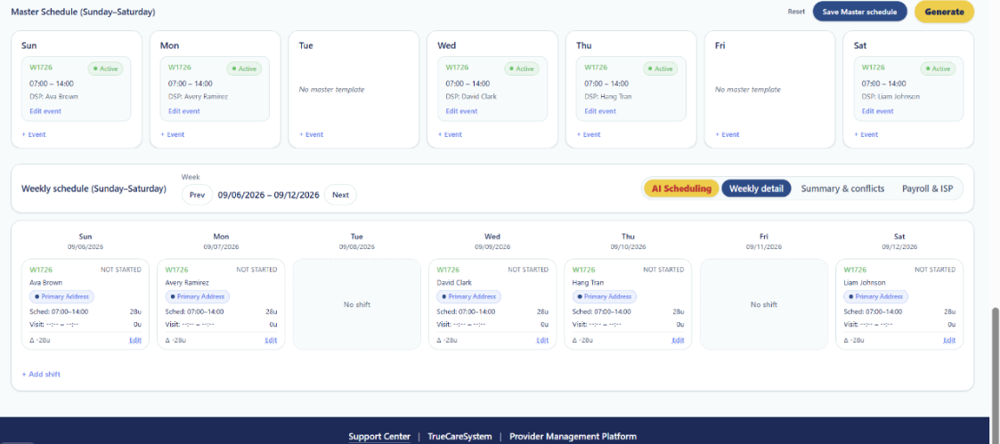 Master Schedule (Sunday–Saturday)
Reset
Save Master schedule
Generate
Sun
W1726
Active
07:00 – 14:00
DSP: Ava Brown
Edit event
+ Event
Mon
W1726
Active
07:00 – 14:00
DSP: Avery Ramirez
Edit event
+ Event
Tue
No master template
+ Event
Wed
W1726
Active
07:00 – 14:00
DSP: David Clark
Edit event
+ Event
Thu
W1726
Active
07:00 – 14:00
DSP: Hang Tran
Edit event
+ Event
Fri
No master template
+ Event
Sat
W1726
Active
07:00 – 14:00
DSP: Liam Johnson
Edit event
+ Event
Weekly schedule (Sunday–Saturday)
Week
Prev
09/06/2026 – 09/12/2026
Next
AI Scheduling
Weekly detail
Summary & conflicts
Payroll & ISP
Sun
09/06/2026
W1726 NOT STARTED
Ava Brown
Primary Address
Sched: 07:00–14:00 28u
Visit: --:-- – --:-- 0u
Δ -28u Edit
Mon
09/07/2026
W1726 NOT STARTED
Avery Ramirez
Primary Address
Sched: 07:00–14:00 28u
Visit: --:-- – --:-- 0u
Δ -28u Edit
Tue
09/08/2026
No shift
Wed
09/09/2026
W1726 NOT STARTED
David Clark
Primary Address
Sched: 07:00–14:00 28u
Visit: --:-- – --:-- 0u
Δ -28u Edit
Thu
09/10/2026
W1726 NOT STARTED
Hang Tran
Primary Address
Sched: 07:00–14:00 28u
Visit: --:-- – --:-- 0u
Δ -28u Edit
Fri
09/11/2026
No shift
Sat
09/12/2026
W1726 NOT STARTED
Liam Johnson
Primary Address
Sched: 07:00–14:00 28u
Visit: --:-- – --:-- 0u
Δ -28u Edit
+ Add shift
Support Center | TrueCareSystem | Provider Management Platform